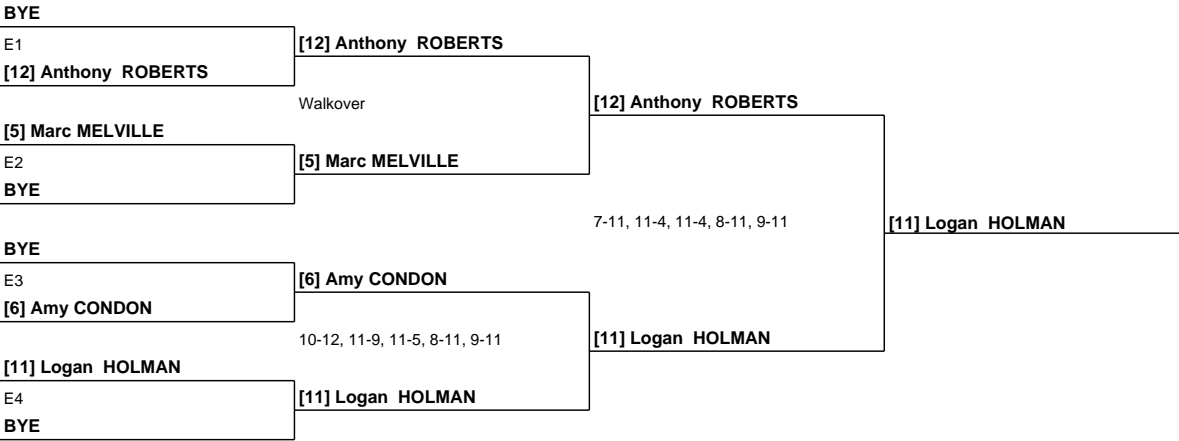 BYE
E1
[12] Anthony ROBERTS
[12] Anthony ROBERTS
Walkover
[5] Marc MELVILLE
E2
BYE
[5] Marc MELVILLE
[12] Anthony ROBERTS
7-11, 11-4, 11-4, 8-11, 9-11
[11] Logan HOLMAN
BYE
E3
[6] Amy CONDON
[6] Amy CONDON
10-12, 11-9, 11-5, 8-11, 9-11
[11] Logan HOLMAN
[11] Logan HOLMAN
E4
BYE
[11] Logan HOLMAN